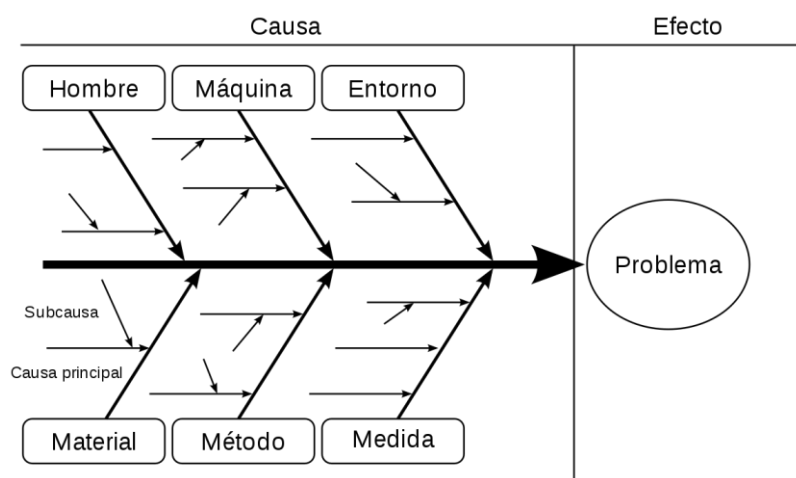 Causa
Efecto
Hombre
Máquina
Entorno
Problema
Subcausa
Causa principal
Material
Método
Medida